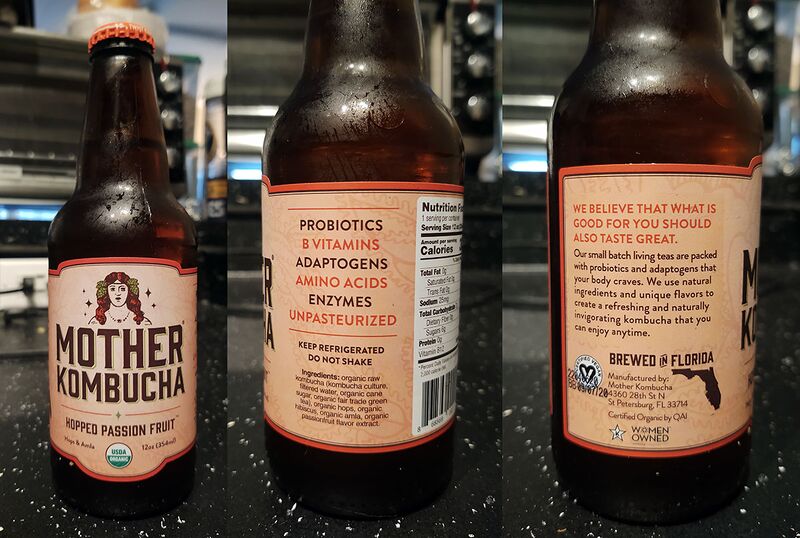 MOTHER
KOMBUCHA
HOPPED PASSION FRUIT™
Hops & Amla
USDA
ORGANIC
12oz (354ml)
PROBIOTICS
B VITAMINS
ADAPTOGENS
AMINO ACIDS
ENZYMES
UNPASTEURIZED
KEEP REFRIGERATED
DO NOT SHAKE
Ingredients: organic raw
kombucha (kombucha culture,
filtered water, organic cane
sugar, organic fair trade green
tea), organic hops, organic
hibiscus, organic amla, organic
passionfruit flavor extract.
Nutrition
1 serving per container
Serving Size 12
Amount per serving
Calories
Total Fat 0g
Saturated Fat
Trans Fat
Sodium 25mg
Total Carbohydrate
Dietary Fiber
Sugars
Protein 0g
Vitamin B12
WE BELIEVE THAT WHAT IS
GOOD FOR YOU SHOULD
ALSO TASTE GREAT.
Our small batch living teas are packed
with probiotics and adaptogens that
your body craves. We use natural
ingredients and unique flavors to
create a refreshing and naturally
invigorating kombucha that you
can enjoy anytime.
BREWED IN FLORIDA
Manufactured by:
Mother Kombucha
4360 28th St N
St Petersburg, FL 33714
Certified Organic by QAI
WOMEN
OWNED